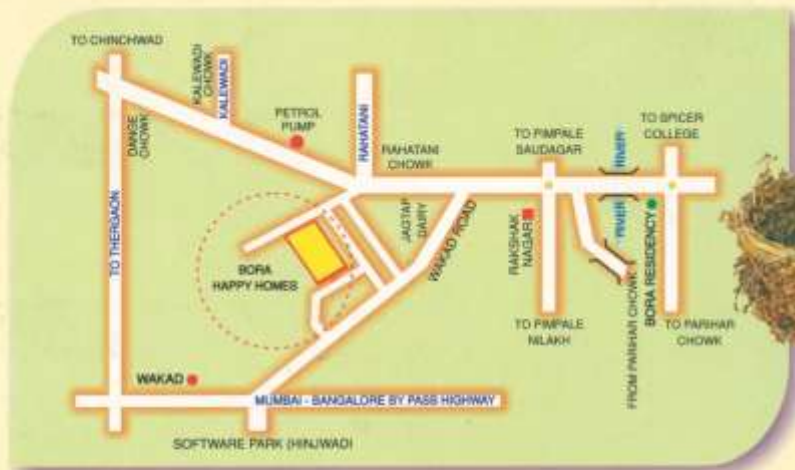 TO CHINCHWAD
DANGE
CHOWK
KALEWADI
CHOWK
KALEWADI
PETROL
PUMP
RAHATANI
RAHATANI
CHOWK
TO PIMPALE
SAUDAGAR
RIVER
TO SPICER
COLLEGE
TO THERGAON
BORA
HAPPY HOMES
JAGTAP
DAIRY
WAKAD ROAD
RAKSHAK
NAGAR
RIVER
BORA RESIDENCY
TO PIMPALE
NILAKH
FROM PARIHAR CHOWK
TO PARIHAR
CHOWK
WAKAD
MUMBAI - BANGALORE BY PASS HIGHWAY
SOFTWARE PARK (HINJWADI)